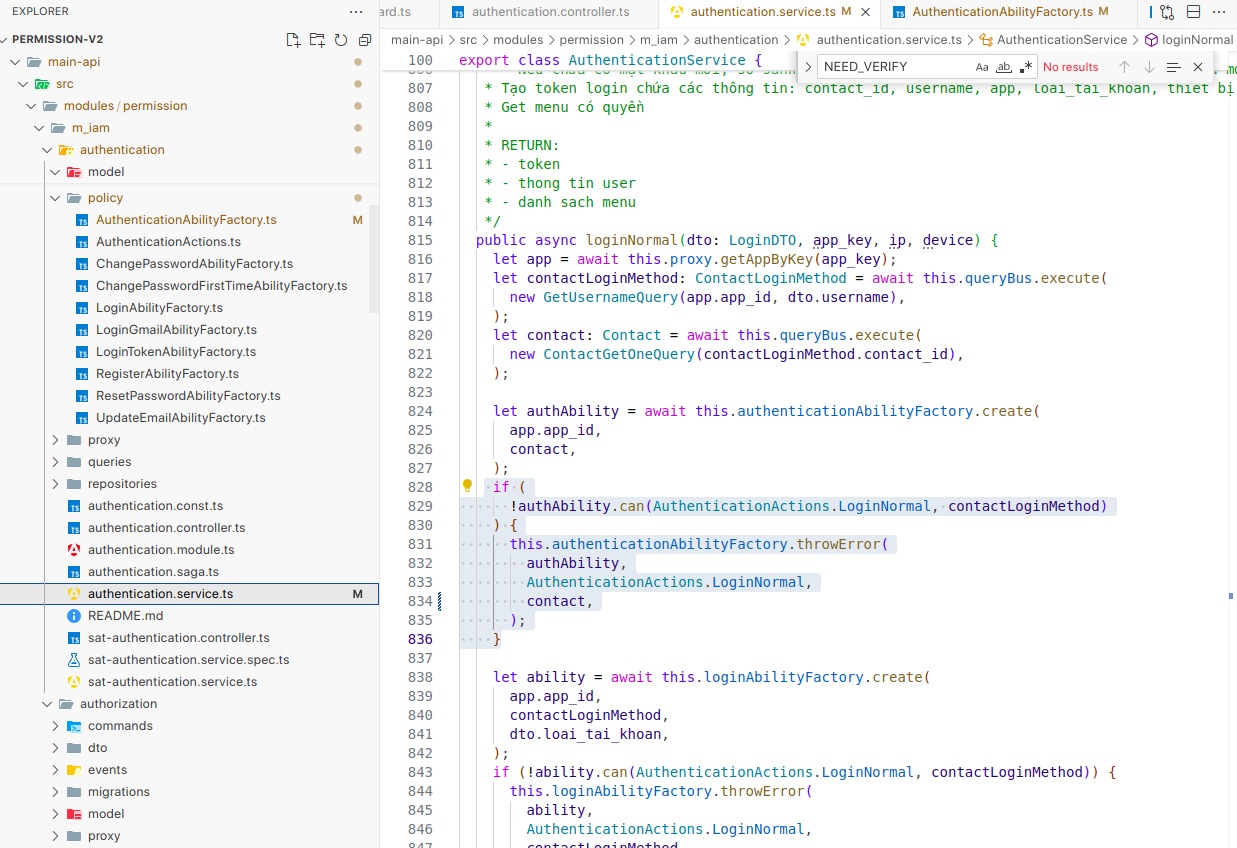 EXPLORER
PERMISSION-V2
main-api
src
modules / permission
m_iam
authentication
model
policy
AuthenticationAbilityFactory.ts M
AuthenticationActions.ts
ChangePasswordAbilityFactory.ts
ChangePasswordFirstTimeAbilityFactory.ts
LoginAbilityFactory.ts
LoginGmailAbilityFactory.ts
LoginTokenAbilityFactory.ts
RegisterAbilityFactory.ts
ResetPasswordAbilityFactory.ts
UpdateEmailAbilityFactory.ts
proxy
queries
repositories
authentication.const.ts
authentication.controller.ts
authentication.module.ts
authentication.saga.ts
authentication.service.ts M
README.md
sat-authentication.controller.ts
sat-authentication.service.spec.ts
sat-authentication.service.ts
authorization
commands
dto
events
migrations
model
proxy
ard.ts authentication.controller.ts authentication.service.ts M AuthenticationAbilityFactory.ts M
main-api > src > modules > permission > m_iam > authentication > authentication.service.ts > AuthenticationService > loginNormal
NEED_VERIFY Aa ab .* No results
100 export class AuthenticationService {
807 * Tạo token login chứa các thông tin: contact_id, username, app, loai_tai_khoan, thiết bị
808 * Get menu có quyền
809 *
810 * RETURN:
811 * - token
812 * - thong tin user
813 * - danh sach menu
814 */
815 public async loginNormal(dto: LoginDTO, app_key, ip, device) {
816 let app = await this.proxy.getAppByKey(app_key);
817 let contactLoginMethod: ContactLoginMethod = await this.queryBus.execute(
818 new GetUsernameQuery(app.app_id, dto.username),
819 );
820 let contact: Contact = await this.queryBus.execute(
821 new ContactGetOneQuery(contactLoginMethod.contact_id),
822 );
823
824 let authAbility = await this.authenticationAbilityFactory.create(
825 app.app_id,
826 contact,
827 );
828 if (
829 !authAbility.can(AuthenticationActions.LoginNormal, contactLoginMethod)
830 ) {
831 this.authenticationAbilityFactory.throwError(
832 authAbility,
833 AuthenticationActions.LoginNormal,
834 contact,
835 );
836 }
837
838 let ability = await this.loginAbilityFactory.create(
839 app.app_id,
840 contactLoginMethod,
841 dto.loai_tai_khoan,
842 );
843 if (!ability.can(AuthenticationActions.LoginNormal, contactLoginMethod)) {
844 this.loginAbilityFactory.throwError(
845 ability,
846 AuthenticationActions.LoginNormal,
847 contactLoginMethod